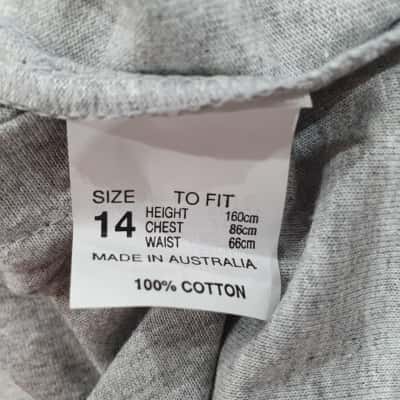 SIZE TO FIT
14 HEIGHT 160cm
CHEST 86cm
WAIST 66cm
MADE IN AUSTRALIA
100% COTTON